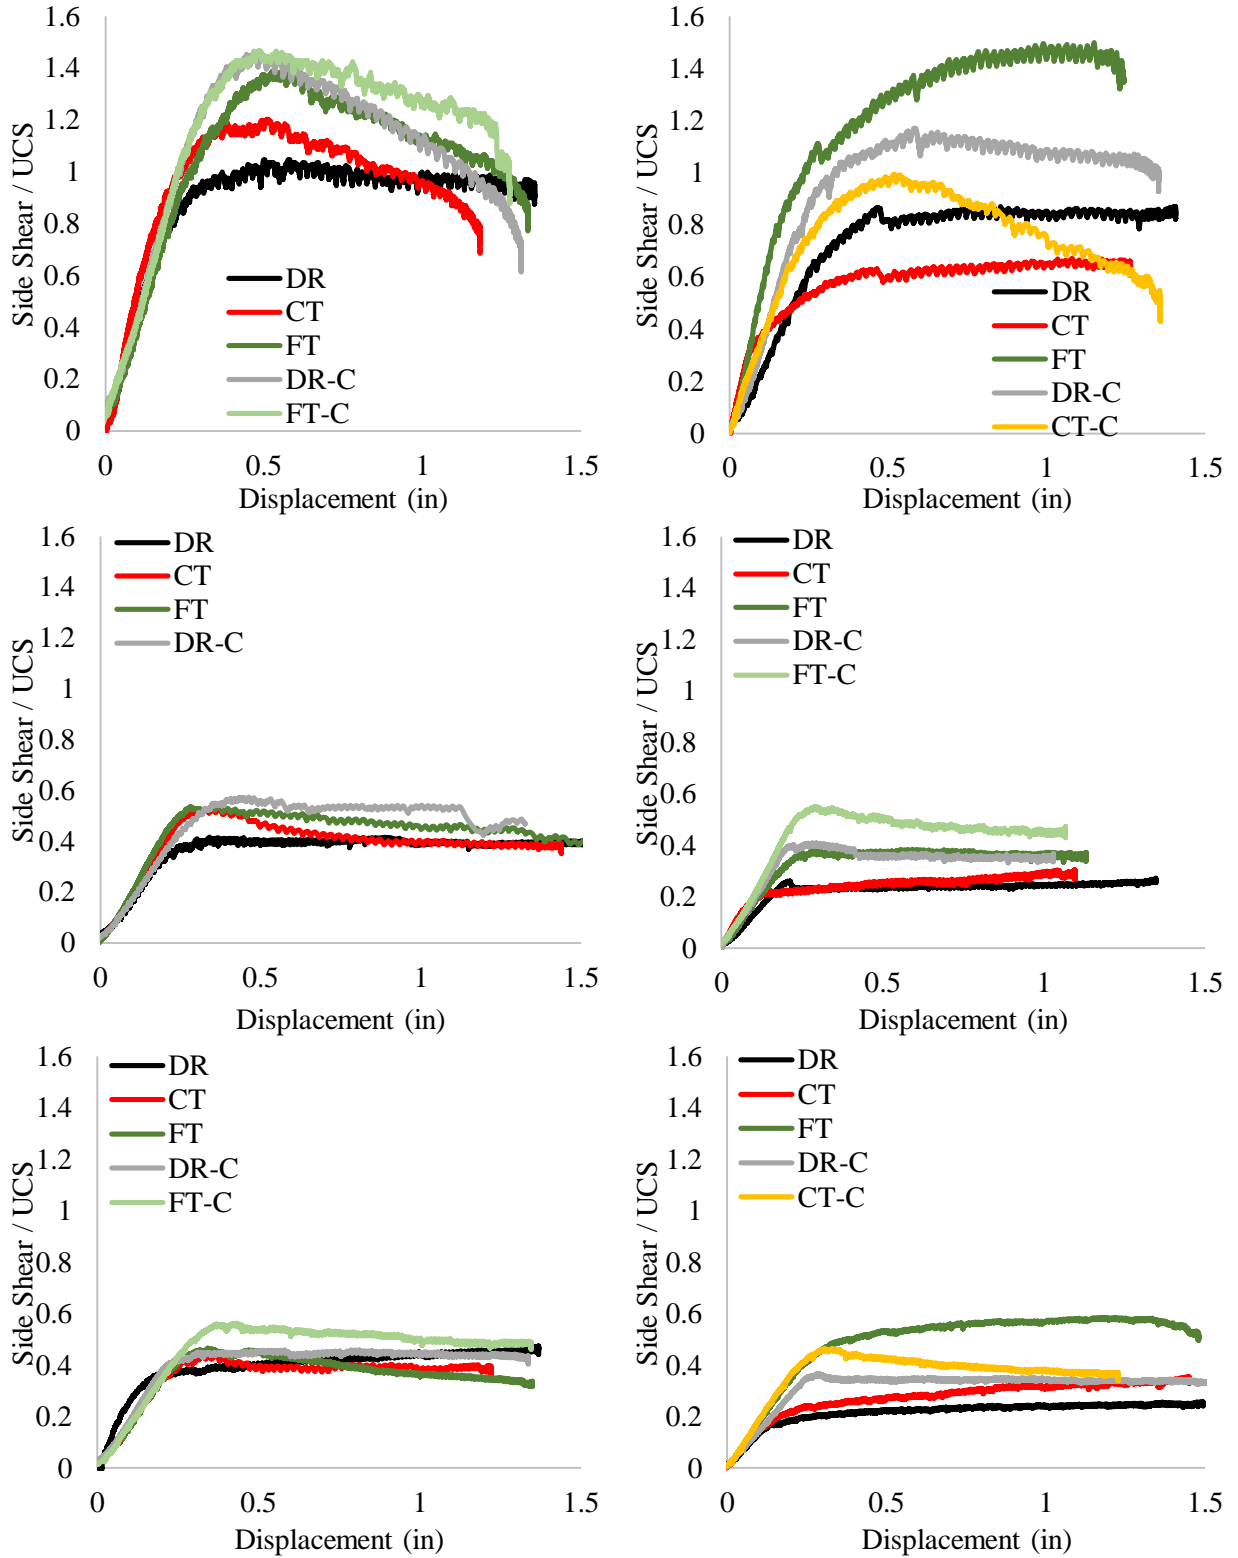 1.6
1.4
1.2
1
0.8
0.6
0.4
0.2
0
Side Shear / UCS
DR
CT
FT
DR-C
FT-C
0 0.5 1 1.5
Displacement (in)
1.6
1.4
1.2
1
0.8
0.6
0.4
0.2
0
Side Shear / UCS
DR
CT
FT
DR-C
CT-C
0 0.5 1 1.5
Displacement (in)
1.6
1.4
1.2
1
0.8
0.6
0.4
0.2
0
Side Shear / UCS
DR
CT
FT
DR-C
0 0.5 1 1.5
Displacement (in)
1.6
1.4
1.2
1
0.8
0.6
0.4
0.2
0
Side Shear / UCS
DR
CT
FT
DR-C
FT-C
0 0.5 1 1.5
Displacement (in)
1.6
1.4
1.2
1
0.8
0.6
0.4
0.2
0
Side Shear / UCS
DR
CT
FT
DR-C
FT-C
0 0.5 1 1.5
Displacement (in)
1.6
1.4
1.2
1
0.8
0.6
0.4
0.2
0
Side Shear / UCS
DR
CT
FT
DR-C
CT-C
0 0.5 1 1.5
Displacement (in)